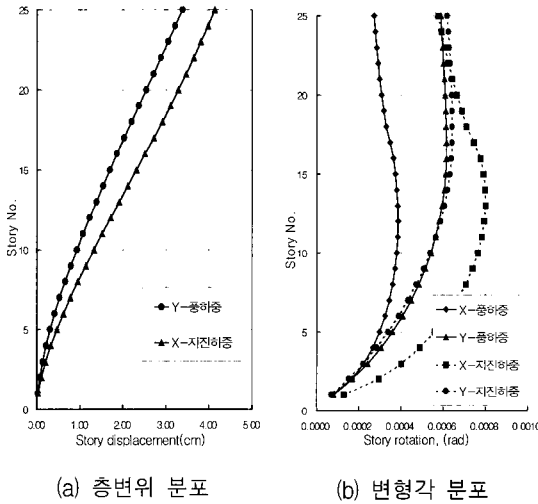 25
20
15
10
5
0
Story No.
0.00 1.00 2.00 3.00 4.00 5.00
Story displacement(cm)
Y-풍하중
X-지진하중
(a) 층변위 분포
25
20
15
10
5
0
Story No.
0.0000 0.0002 0.0004 0.0006 0.0008 0.0010
Story rotation, (rad)
X-풍하중
Y-풍하중
X-지진하중
Y-지진하중
(b) 변형각 분포